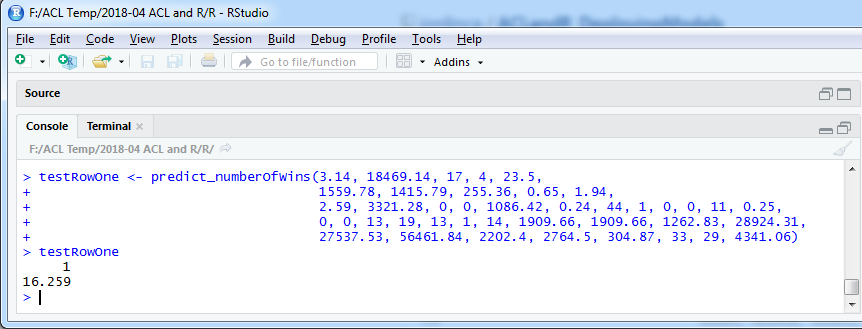 F:/ACL Temp/2018-04 ACL and R/R - RStudio
File Edit Code View Plots Session Build Debug Profile Tools Help
Go to file/function Addins
Source
Console Terminal
F:/ACL Temp/2018-04 ACL and R/R/
> testRowOne <- predict_numberOfWins(3.14, 18469.14, 17, 4, 23.5,
+ 1559.78, 1415.79, 255.36, 0.65, 1.94,
+ 2.59, 3321.28, 0, 0, 1086.42, 0.24, 44, 1, 0, 0, 11, 0.25,
+ 0, 0, 13, 19, 13, 1, 14, 1909.66, 1909.66, 1262.83, 28924.31,
+ 27537.53, 56461.84, 2202.4, 2764.5, 304.87, 33, 29, 4341.06)
> testRowOne
1
16.259
>